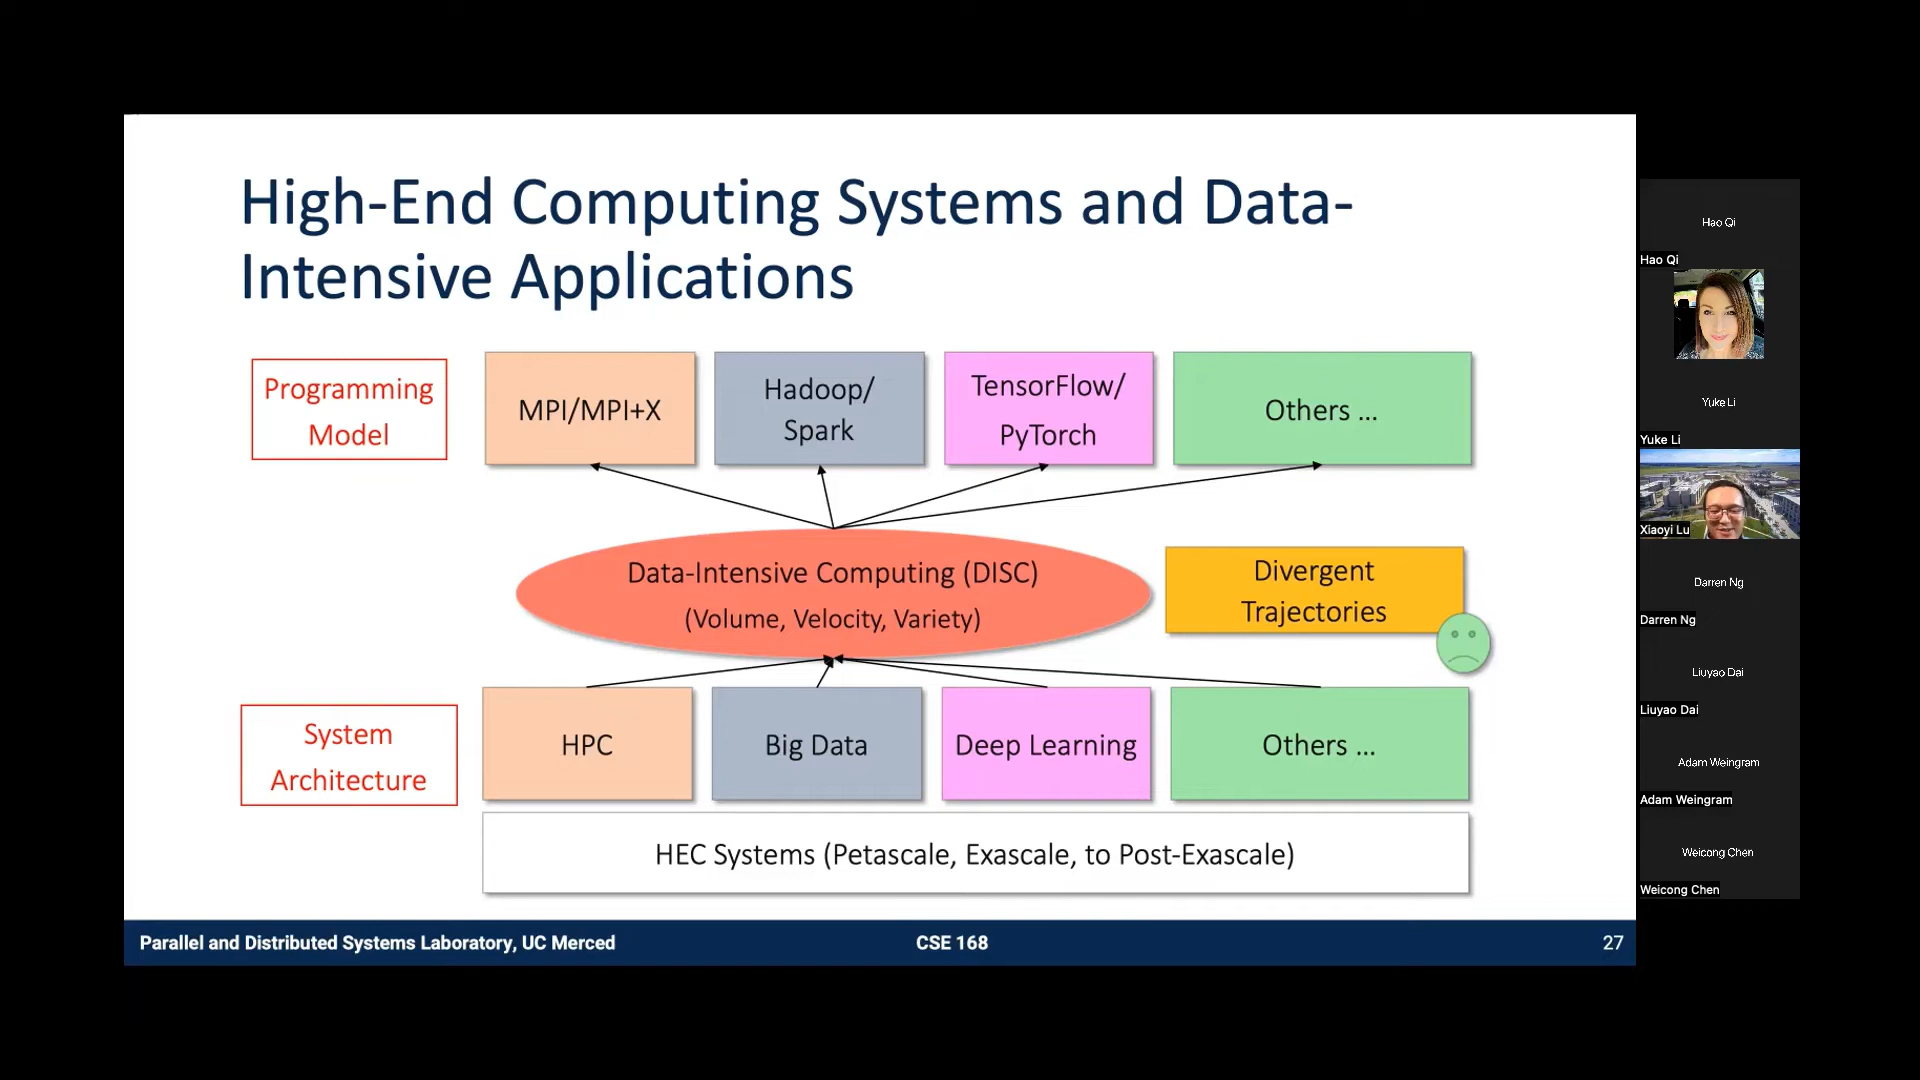 High-End Computing Systems and Data-
Intensive Applications
Programming
Model
MPI/MPI+X
Hadoop/
Spark
TensorFlow/
PyTorch
Others ...
Data-Intensive Computing (DISC)
(Volume, Velocity, Variety)
Divergent
Trajectories
System
Architecture
HPC
Big Data
Deep Learning
Others ...
HEC Systems (Petascale, Exascale, to Post-Exascale)
Parallel and Distributed Systems Laboratory, UC Merced
CSE 168
27
Hao Qi
Hao Qi
Yuke Li
Yuke Li
Xiaoyi Lu
Darren Ng
Darren Ng
Liuyao Dai
Liuyao Dai
Adam Weingram
Adam Weingram
Weicong Chen
Weicong Chen